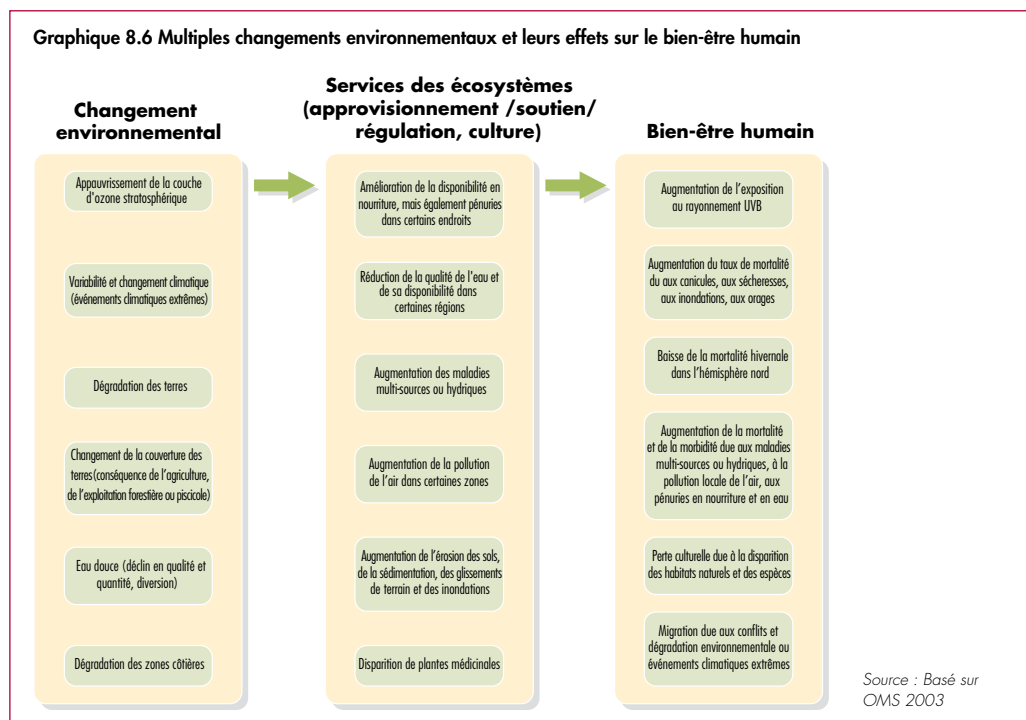 Graphique 8.6 Multiples changements environnementaux et leurs effets sur le bien-être humain
Changement
environnemental
Appauvrissement de la couche
d'ozone stratosphérique
Variabilité et changement climatique
(événements climatiques extrêmes)
Dégradation des terres
Changement de la couverture des
terres(conséquence de l'agriculture,
de l'exploitation forestière ou piscicole)
Eau douce (déclin en qualité et
quantité, diversion)
Dégradation des zones côtières
Services des écosystèmes
(approvisionnement /soutien/
régulation, culture)
Amélioration de la disponibilité en
nourriture, mais également pénuries
dans certains endroits
Réduction de la qualité de l'eau et
de sa disponibilité dans
certaines régions
Augmentation des maladies
multi-sources ou hydriques
Augmentation de la pollution
de l'air dans certaines zones
Augmentation de l'érosion des sols,
de la sédimentation, des glissements
de terrain et des inondations
Disparition de plantes médicinales
Bien-être humain
Augmentation de l'exposition
au rayonnement UVB
Augmentation du taux de mortalité
du aux canicules, aux sécheresses,
aux inondations, aux orages
Baisse de la mortalité hivernale
dans l'hémisphère nord
Augmentation de la mortalité
et de la morbidité due aux maladies
multi-sources ou hydriques, à la
pollution locale de l'air, aux
pénuries en nourriture et en eau
Perte culturelle due à la disparition
des habitats naturels et des espèces
Migration due aux conflits et
dégradation environnementale ou
événements climatiques extrêmes
Source : Basé sur
OMS 2003